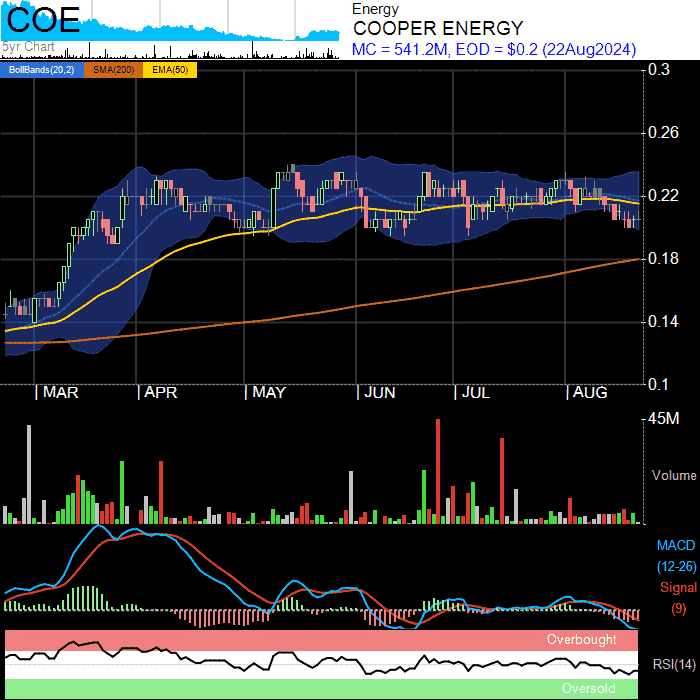 COE
5yr Chart
Energy
COOPER ENERGY
MC = 541.2M, EOD = $0.2 (22Aug2024)
BollBands(20,2) SMA(200) EMA(50)
0.3
0.26
0.22
0.18
0.14
0.1
MAR APR MAY JUN JUL AUG
45M
Volume
MACD
(12-26)
Signal
(9)
Overbought
RSI(14)
Oversold